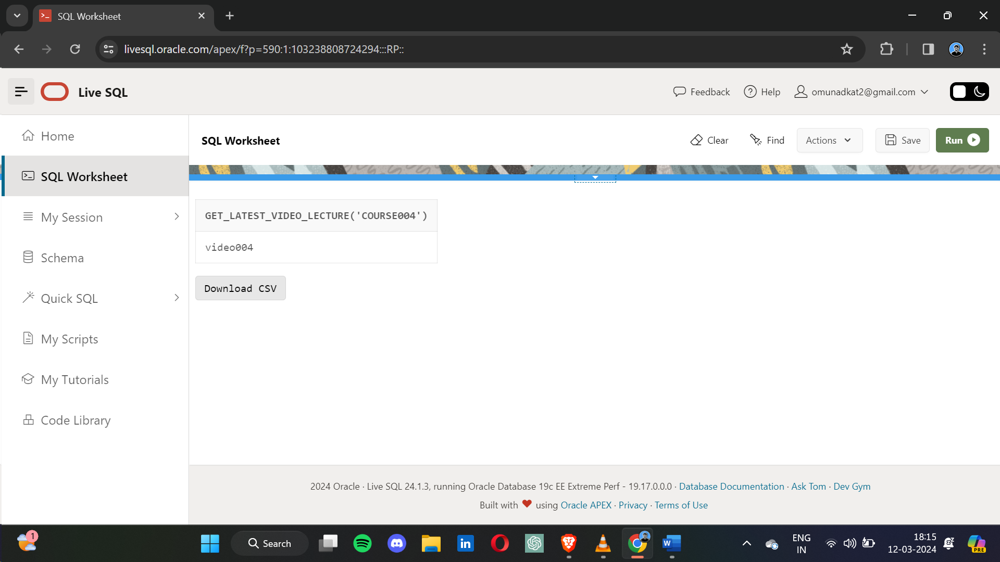 SQL Worksheet
livesql.oracle.com/apex/f?p=590:1:103238808724294:::RP::
Live SQL
Feedback
Help
omunadkat2@gmail.com
Home
SQL Worksheet
My Session
Schema
Quick SQL
My Scripts
My Tutorials
Code Library
SQL Worksheet
Clear
Find
Actions
Save
Run
GET_LATEST_VIDEO_LECTURE('COURSE004')
video004
Download CSV
2024 Oracle · Live SQL 24.1.3, running Oracle Database 19c EE Extreme Perf - 19.17.0.0.0 · Database Documentation · Ask Tom · Dev Gym
Built with ❤ using Oracle APEX · Privacy · Terms of Use
1
Search
in
W
ENG
IN
18:15
12-03-2024
PRE